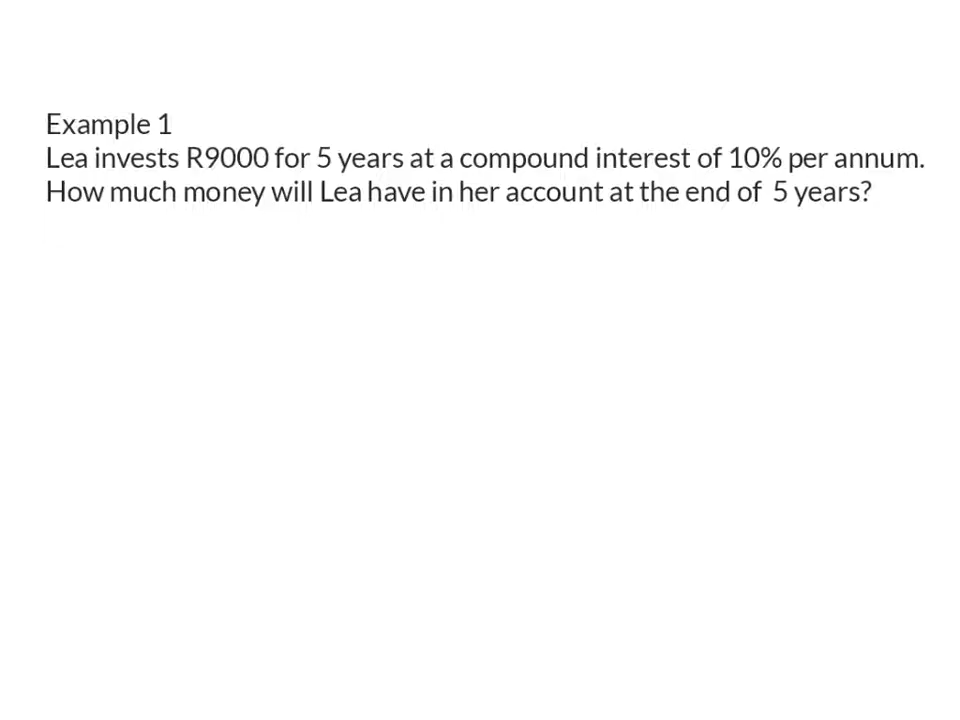 Example 1
Lea invests R9000 for 5 years at a compound interest of 10% per annum.
How much money will Lea have in her account at the end of 5 years?